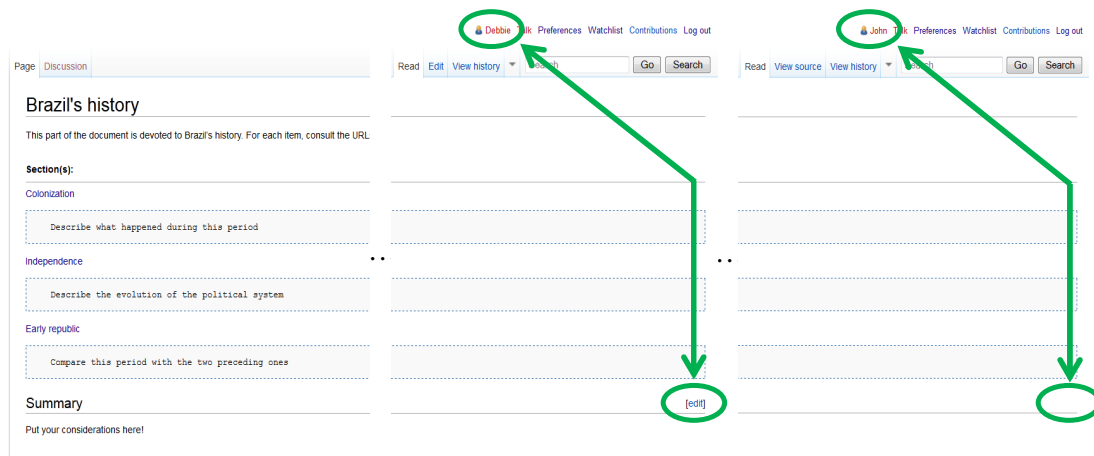 Debbie Talk Preferences Watchlist Contributions Log out
John Talk Preferences Watchlist Contributions Log out
Page Discussion
Read Edit View history Search Go Search
Read View source View history Search Go Search
Brazil's history
This part of the document is devoted to Brazil's history. For each item, consult the URL
Section(s):
Colonization
Describe what happened during this period
Independence
..
..
Describe the evolution of the political system
Early republic
Compare this period with the two preceding ones
Summary
[edit]
Put your considerations here!